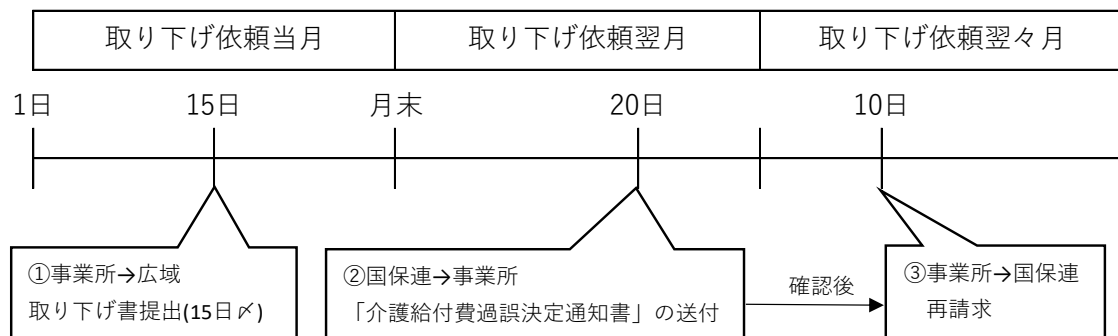 取り下げ依頼当月
取り下げ依頼翌月
取り下げ依頼翌々月
1日
15日
月末
20日
10日
①事業所→広域
取り下げ書提出(15日〆)
②国保連→事業所
「介護給付費過誤決定通知書」の送付
確認後
③事業所→国保連
再請求